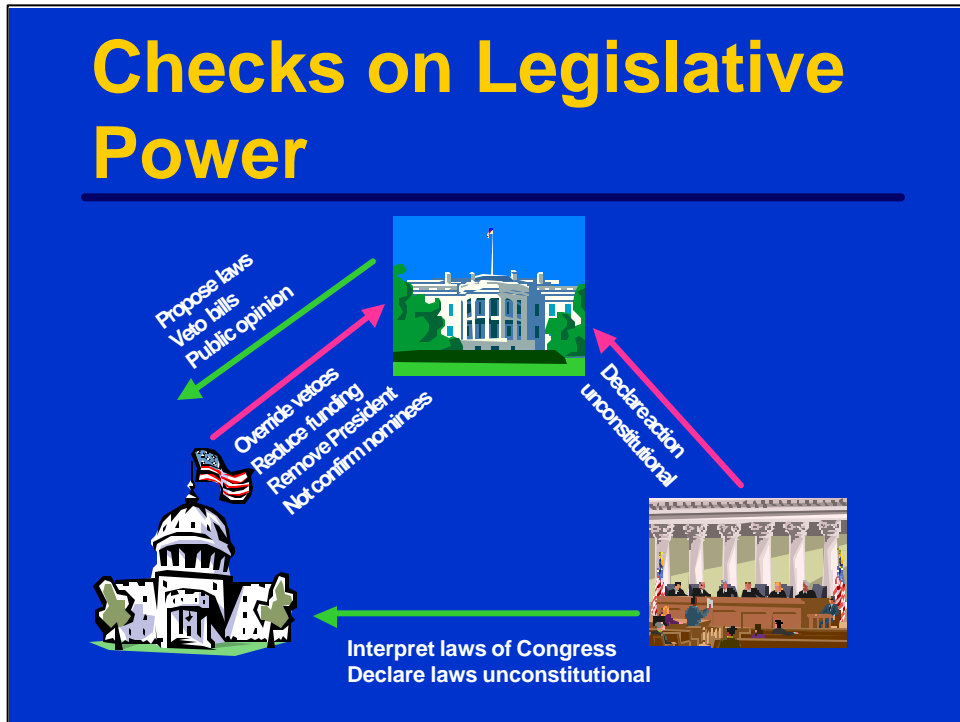 Checks on Legislative
Power
Propose laws
Veto bills
Public opinion
Override vetoes
Reduce funding
Remove President
Not confirm nominees
Declare action
unconstitutional
Interpret laws of Congress
Declare laws unconstitutional